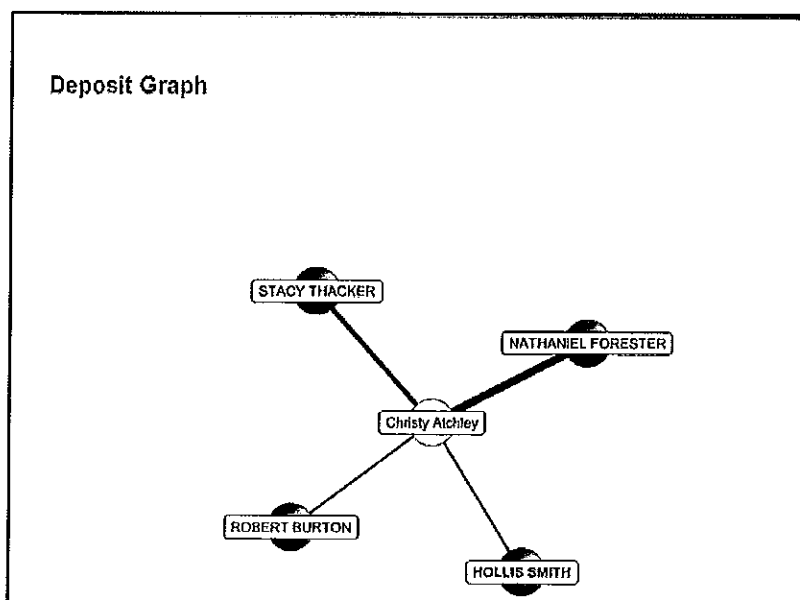 Deposit Graph
STACY THACKER
NATHANIEL FORESTER
Christy Atchley
ROBERT BURTON
HOLLIS SMITH